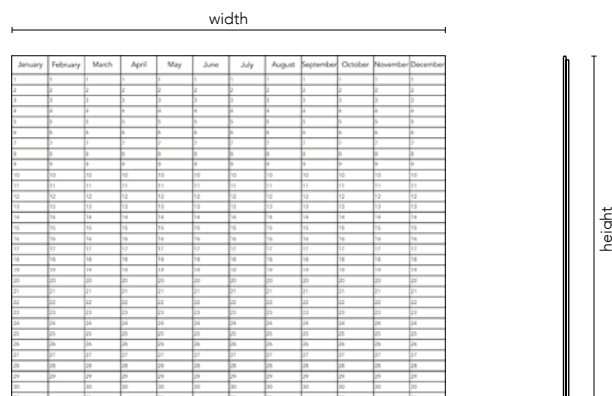 width
January February March April May June July August September October November December
1 1 1 1 1 1 1 1 1 1 1 1
2 2 2 2 2 2 2 2 2 2 2 2
3 3 3 3 3 3 3 3 3 3 3 3
4 4 4 4 4 4 4 4 4 4 4 4
5 5 5 5 5 5 5 5 5 5 5 5
6 6 6 6 6 6 6 6 6 6 6 6
7 7 7 7 7 7 7 7 7 7 7 7
8 8 8 8 8 8 8 8 8 8 8 8
9 9 9 9 9 9 9 9 9 9 9 9
10 10 10 10 10 10 10 10 10 10 10 10
11 11 11 11 11 11 11 11 11 11 11 11
12 12 12 12 12 12 12 12 12 12 12 12
13 13 13 13 13 13 13 13 13 13 13 13
14 14 14 14 14 14 14 14 14 14 14 14
15 15 15 15 15 15 15 15 15 15 15 15
16 16 16 16 16 16 16 16 16 16 16 16
17 17 17 17 17 17 17 17 17 17 17 17
18 18 18 18 18 18 18 18 18 18 18 18
19 19 19 19 19 19 19 19 19 19 19 19
20 20 20 20 20 20 20 20 20 20 20 20
21 21 21 21 21 21 21 21 21 21 21 21
22 22 22 22 22 22 22 22 22 22 22 22
23 23 23 23 23 23 23 23 23 23 23 23
24 24 24 24 24 24 24 24 24 24 24 24
25 25 25 25 25 25 25 25 25 25 25 25
26 26 26 26 26 26 26 26 26 26 26 26
27 27 27 27 27 27 27 27 27 27 27 27
28 28 28 28 28 28 28 28 28 28 28 28
29 29 29 29 29 29 29 29 29 29 29 29
30 30 30 30 30 30 30 30 30 30 30
height